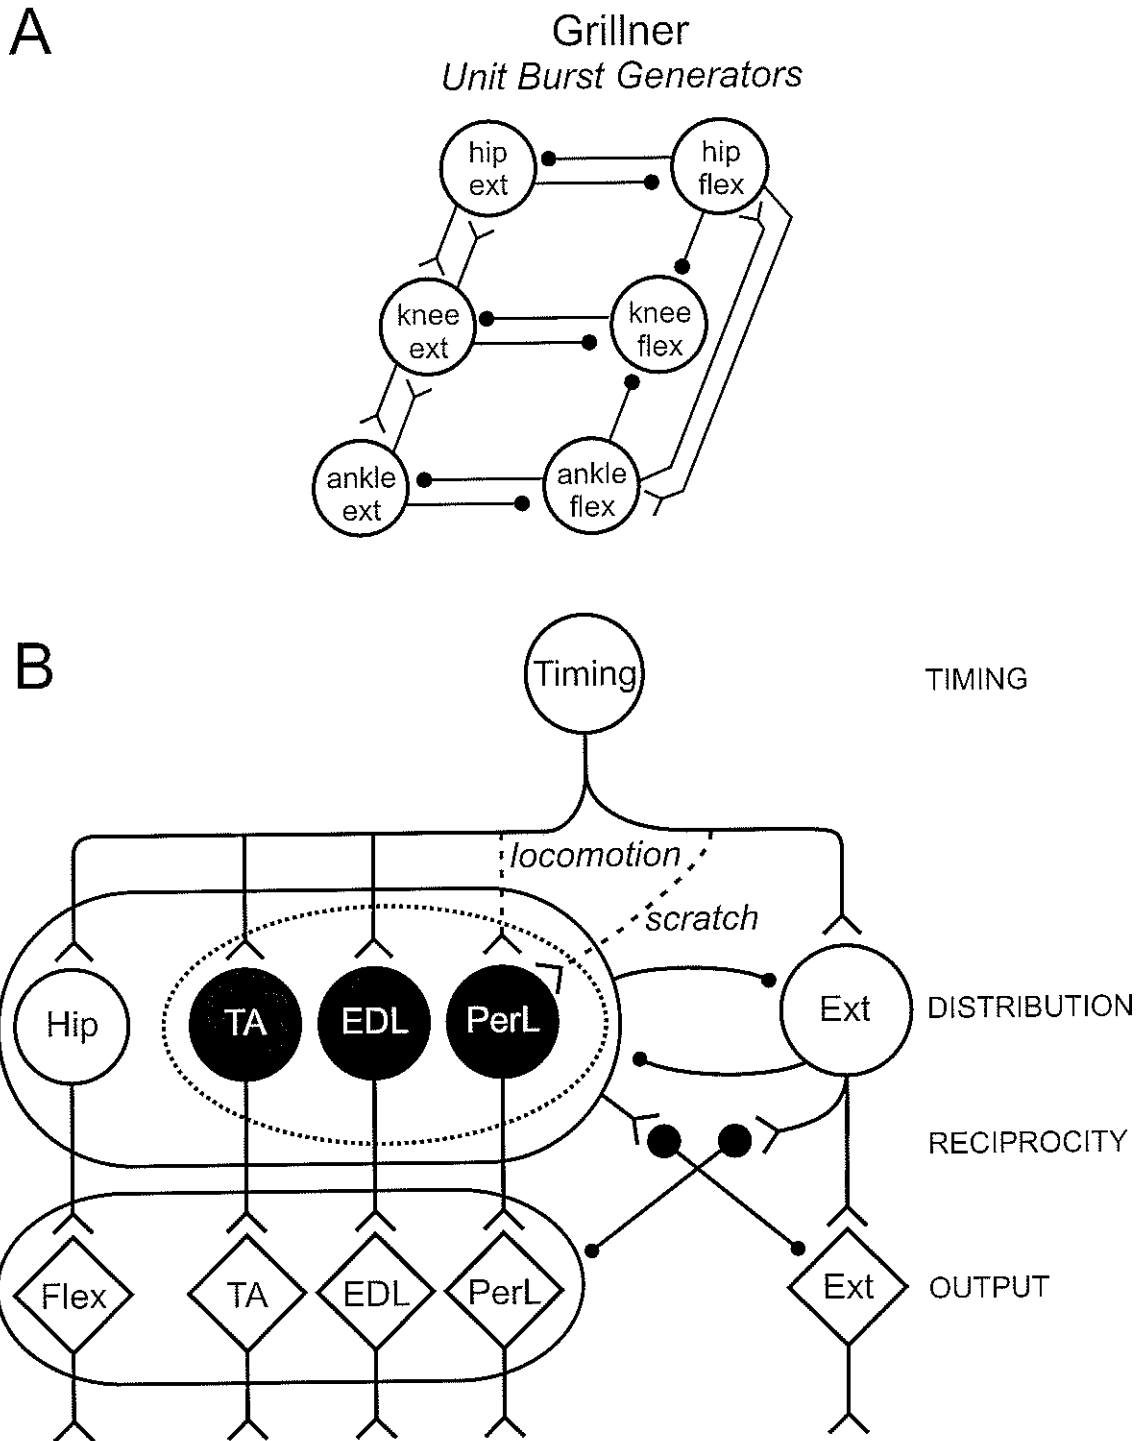 A
Grillner
Unit Burst Generators
hip
ext
hip
flex
knee
ext
knee
flex
ankle
ext
ankle
flex
B
Timing
TIMING
locomotion
scratch
Hip
TA
EDL
PerL
Ext
DISTRIBUTION
RECIPROCITY
Flex
TA
EDL
PerL
Ext
OUTPUT